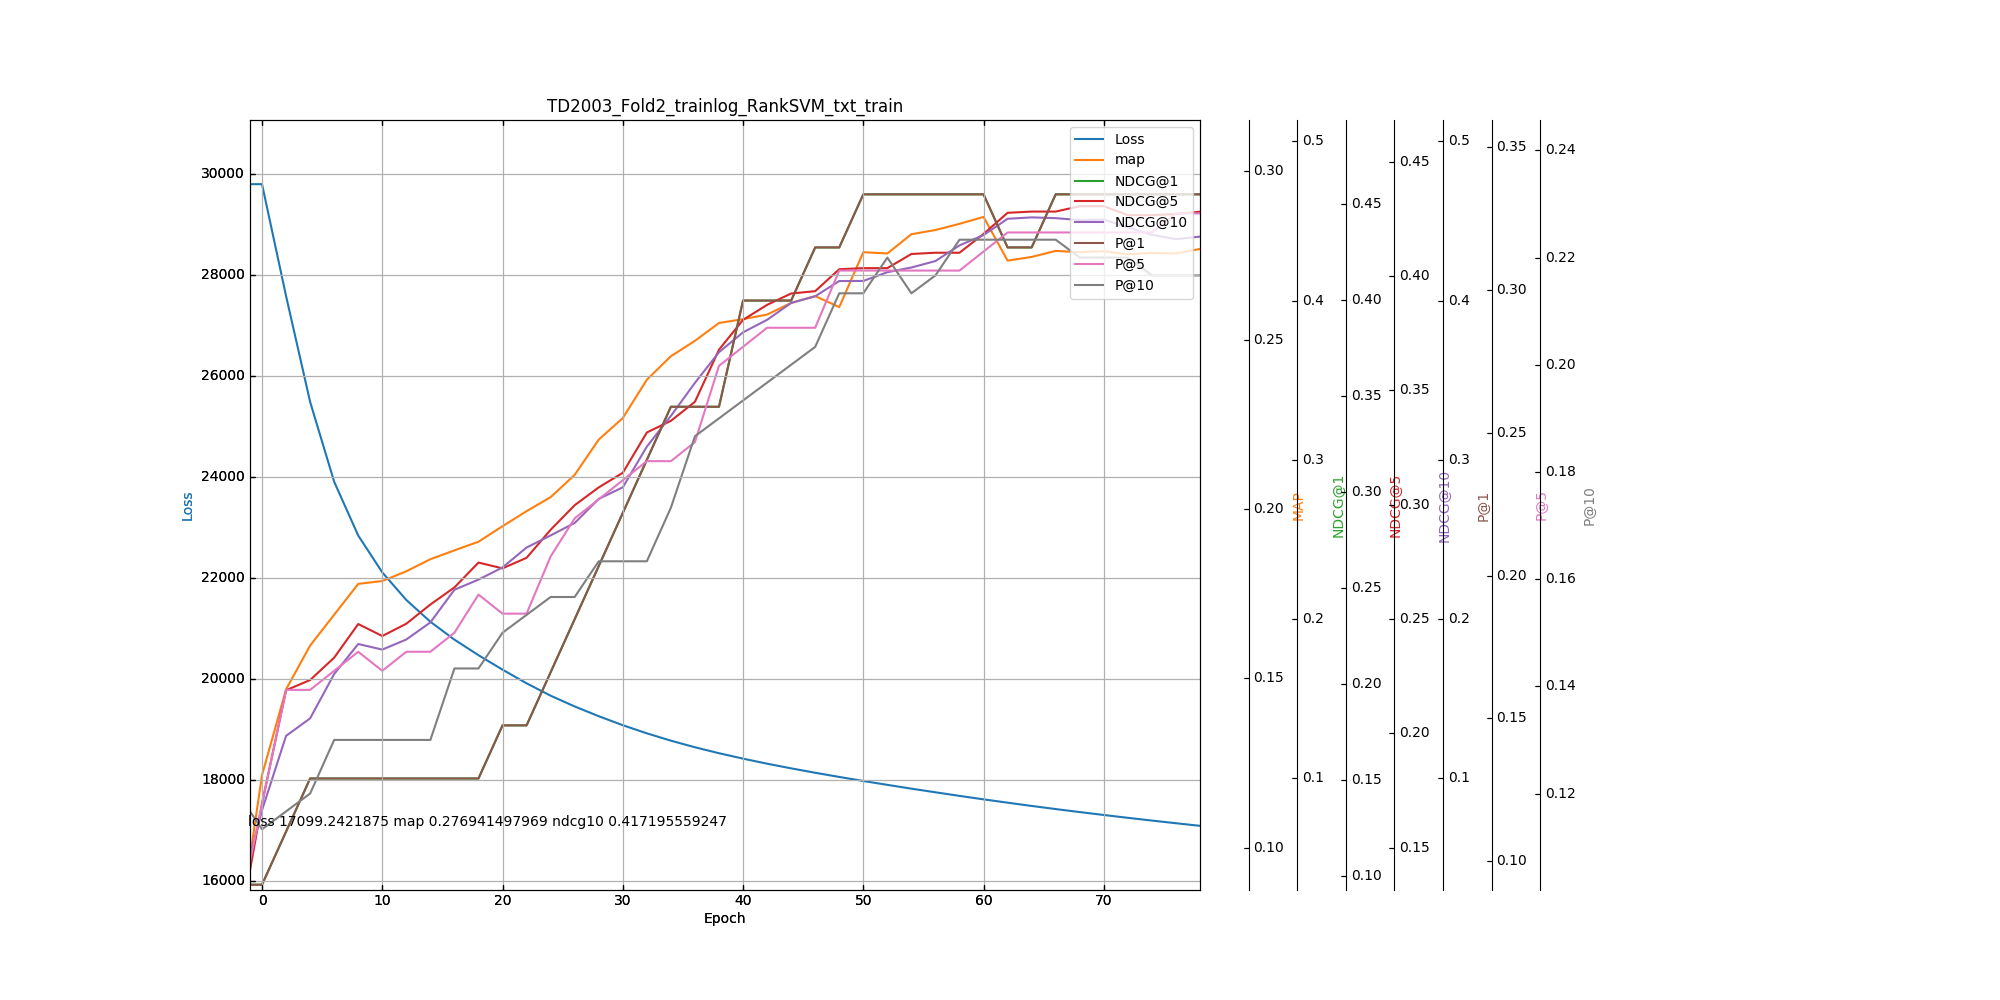 TD2003_Fold2_trainlog_RankSVM_txt_train
Loss
map
NDCG@1
NDCG@5
NDCG@10
P@1
P@5
P@10
30000
28000
26000
24000
22000
20000
18000
16000
Loss
loss 17099.2421875 map 0.276941497969 ndcg10 0.417195559247
0 10 20 30 40 50 60 70
Epoch
0.30
0.25
0.20
0.15
0.10
MAP
0.5
0.4
0.3
0.2
0.1
NDCG@1
0.45
0.40
0.35
0.30
0.25
0.20
0.15
0.10
NDCG@5
0.45
0.40
0.35
0.30
0.25
0.20
0.15
NDCG@10
0.5
0.4
0.3
0.2
0.1
P@1
0.35
0.30
0.25
0.20
0.15
0.10
P@5
0.24
0.22
0.20
0.18
0.16
0.14
0.12
P@10